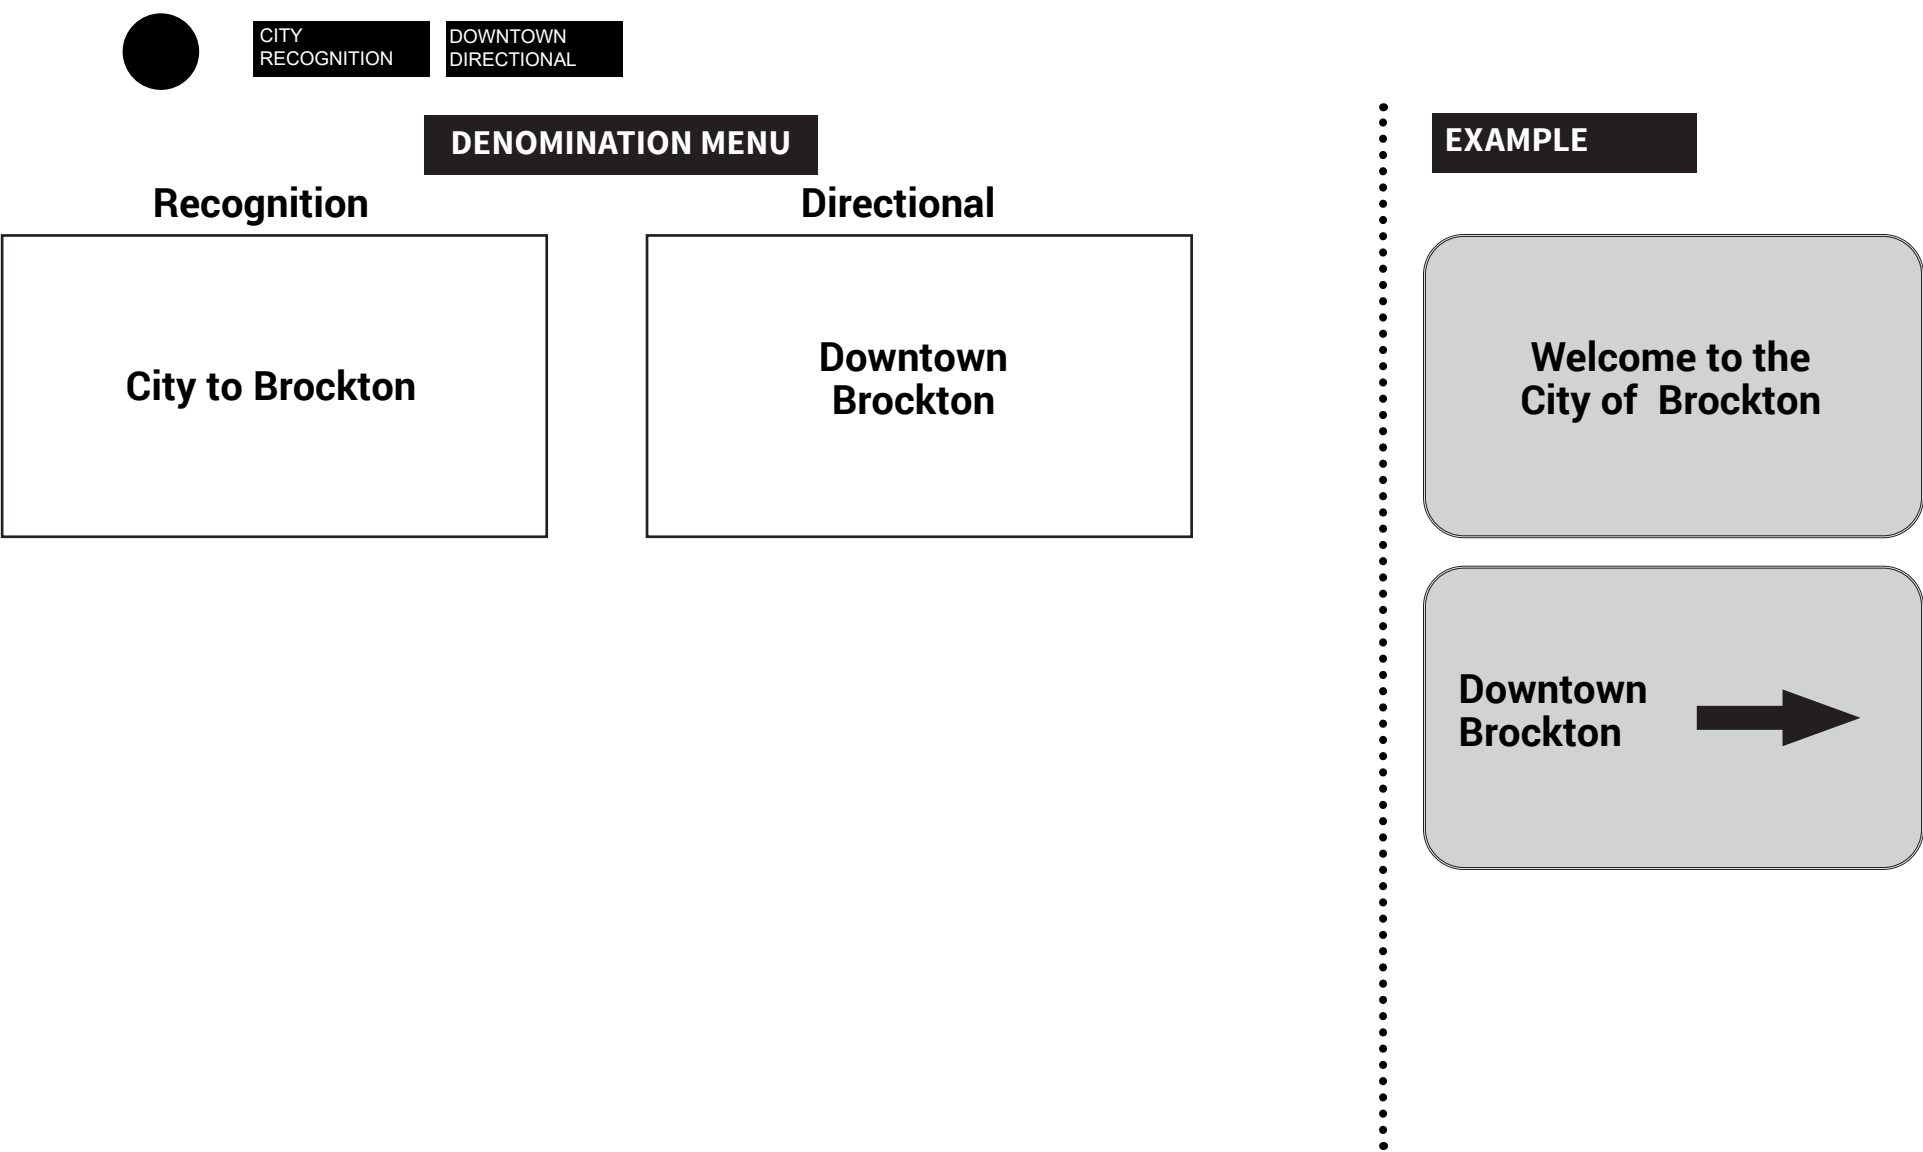 CITY
RECOGNITION
DOWNTOWN
DIRECTIONAL
DENOMINATION MENU
EXAMPLE
Recognition
Directional
City to Brockton
Downtown
Brockton
Welcome to the
City of  Brockton
Downtown
Brockton